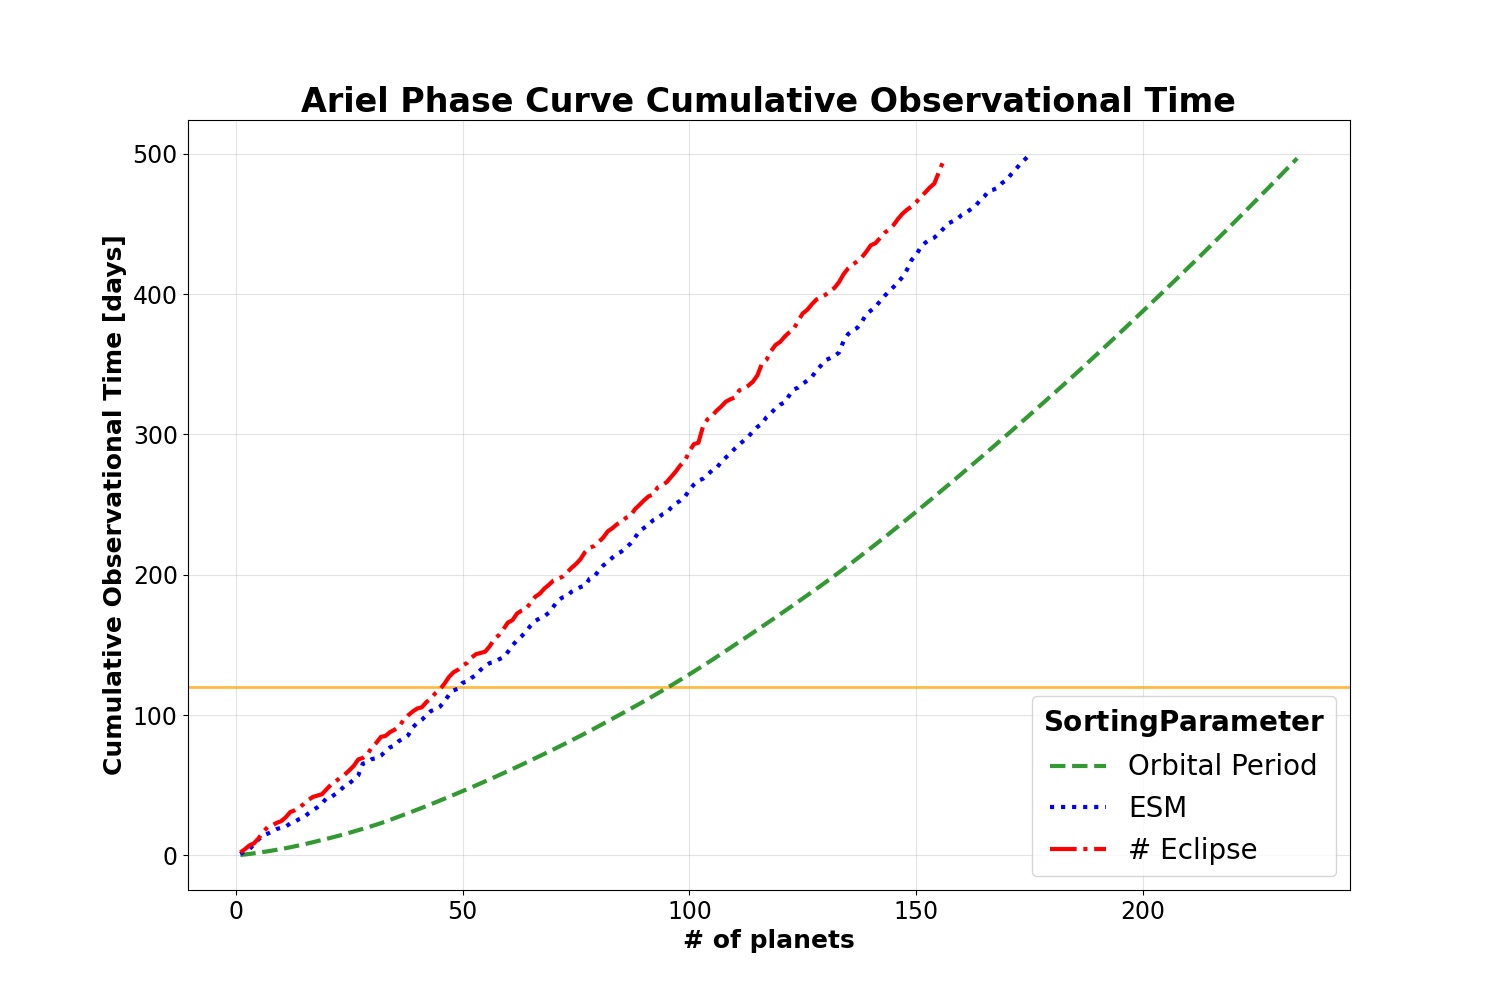 Ariel Phase Curve Cumulative Observational Time
Cumulative Observational Time [days]
500
400
300
200
100
0
0 50 100 150 200
# of planets
SortingParameter
Orbital Period
ESM
# Eclipse